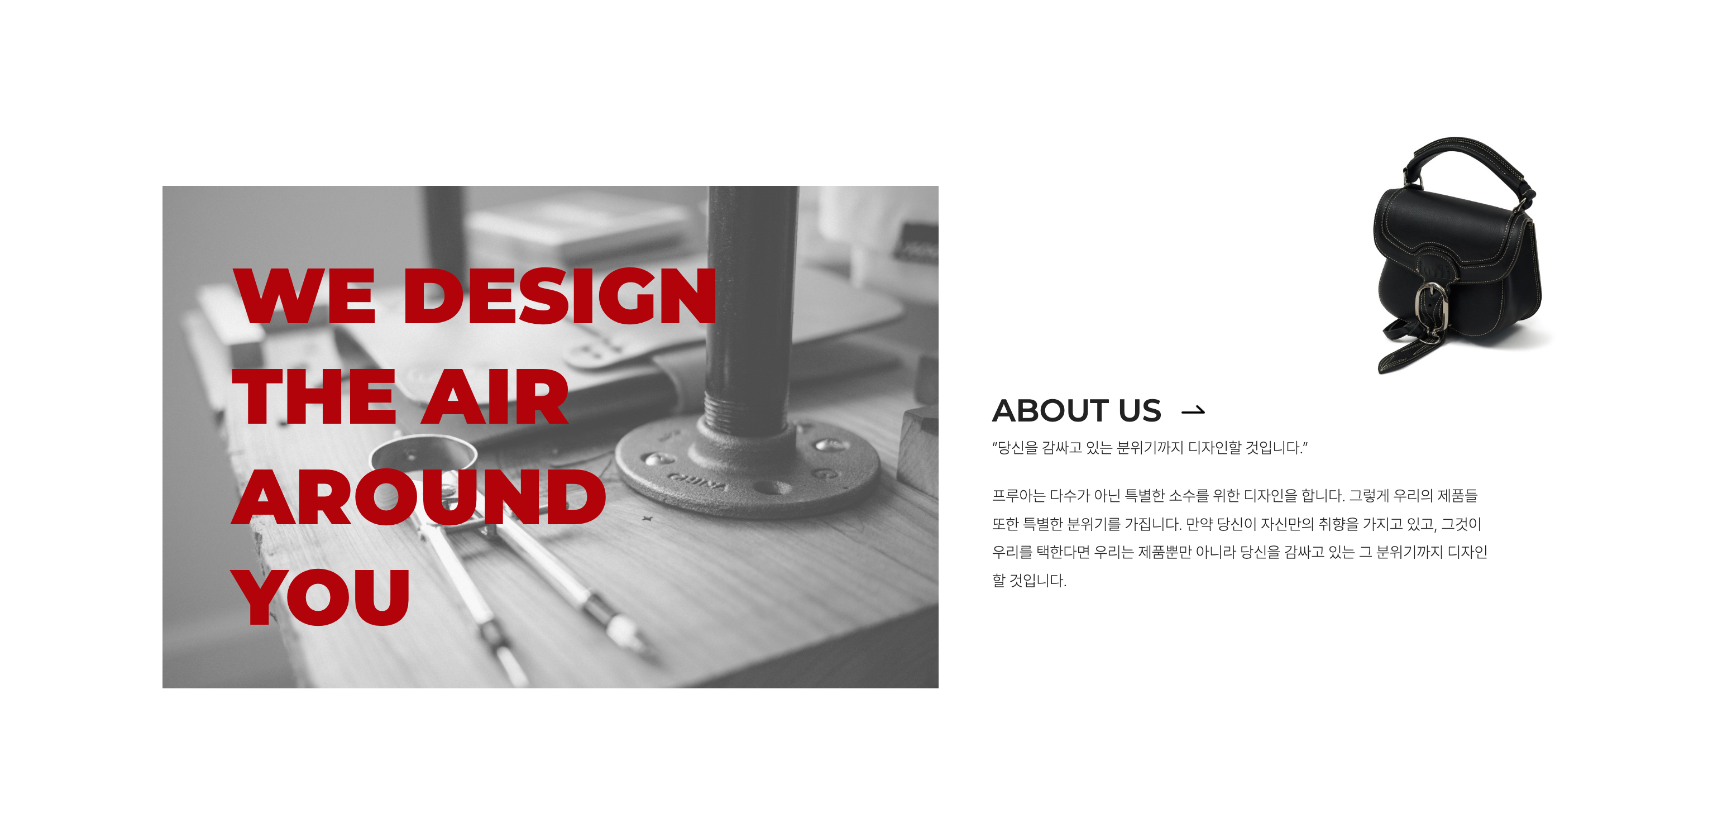 WE DESIGN
THE AIR
AROUND
YOU
ABOUT US →
“당신을 감싸고 있는 분위기까지 디자인할 것입니다.”
프루아는 다수가 아닌 특별한 소수를 위한 디자인을 합니다. 그렇게 우리의 제품들
또한 특별한 분위기를 가집니다. 만약 당신이 자신만의 취향을 가지고 있고, 그것이
우리를 택한다면 우리는 제품뿐만 아니라 당신을 감싸고 있는 그 분위기까지 디자인
할 것입니다.